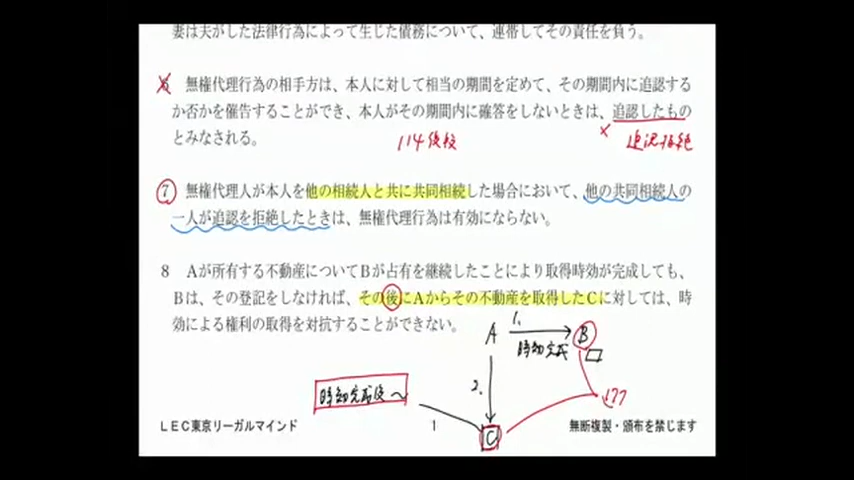 妻は夫がした法律行為によって生じた債務について、連帯してその責任を負う。
6 無権代理行為の相手方は、本人に対して相当の期間を定めて、その期間内に追認する
か否かを催告することができ、本人がその期間内に確答をしないときは、追認したもの
とみなされる。
114後段
× 追認拒絶
7 無権代理人が本人を他の相続人と共に共同相続した場合において、他の共同相続人の
一人が追認を拒絶したときは、無権代理行為は有効にならない。
8 Aが所有する不動産についてBが占有を継続したことにより取得時効が完成しても、
Bは、その登記をしなければ、その後にAからその不動産を取得したCに対しては、時
効による権利の取得を対抗することができない。
A 1. B
時効完成
2.
時効完成後へ
177
C
LEC東京リーガルマインド 1 無断複製・頒布を禁じます